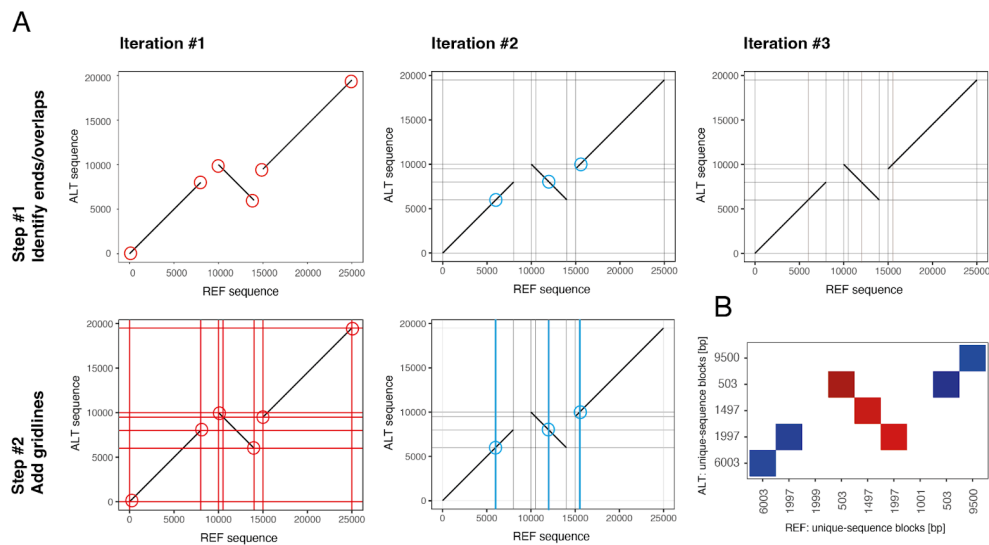 A
Iteration #1
Iteration #2
Iteration #3
Step #1
Identify ends/overlaps
ALT sequence
20000
15000
10000
5000
0
0 5000 10000 15000 20000 25000
REF sequence
ALT sequence
20000
15000
10000
5000
0
0 5000 10000 15000 20000 25000
REF sequence
ALT sequence
20000
15000
10000
5000
0
0 5000 10000 15000 20000 25000
REF sequence
Step #2
Add gridlines
ALT sequence
20000
15000
10000
5000
0
0 5000 10000 15000 20000 25000
REF sequence
ALT sequence
20000
15000
10000
5000
0
0 5000 10000 15000 20000 25000
REF sequence
B
ALT: unique-sequence blocks [bp]
9500
503
1497
1997
6003
6003 1997 1999 503 1497 1997 1001 503 9500
REF: unique-sequence blocks [bp]